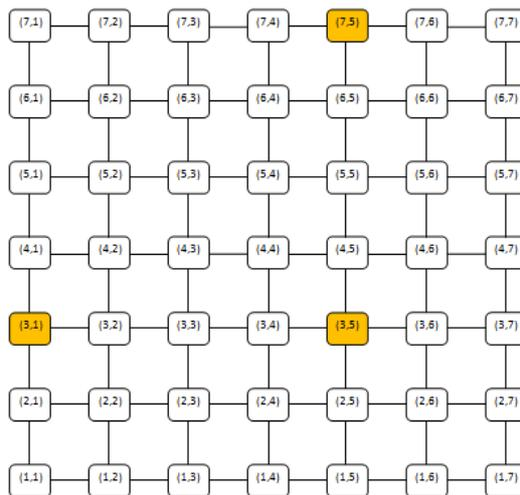 (7,1) (7,2) (7,3) (7,4) (7,5) (7,6) (7,7)
(6,1) (6,2) (6,3) (6,4) (6,5) (6,6) (6,7)
(5,1) (5,2) (5,3) (5,4) (5,5) (5,6) (5,7)
(4,1) (4,2) (4,3) (4,4) (4,5) (4,6) (4,7)
(3,1) (3,2) (3,3) (3,4) (3,5) (3,6) (3,7)
(2,1) (2,2) (2,3) (2,4) (2,5) (2,6) (2,7)
(1,1) (1,2) (1,3) (1,4) (1,5) (1,6) (1,7)